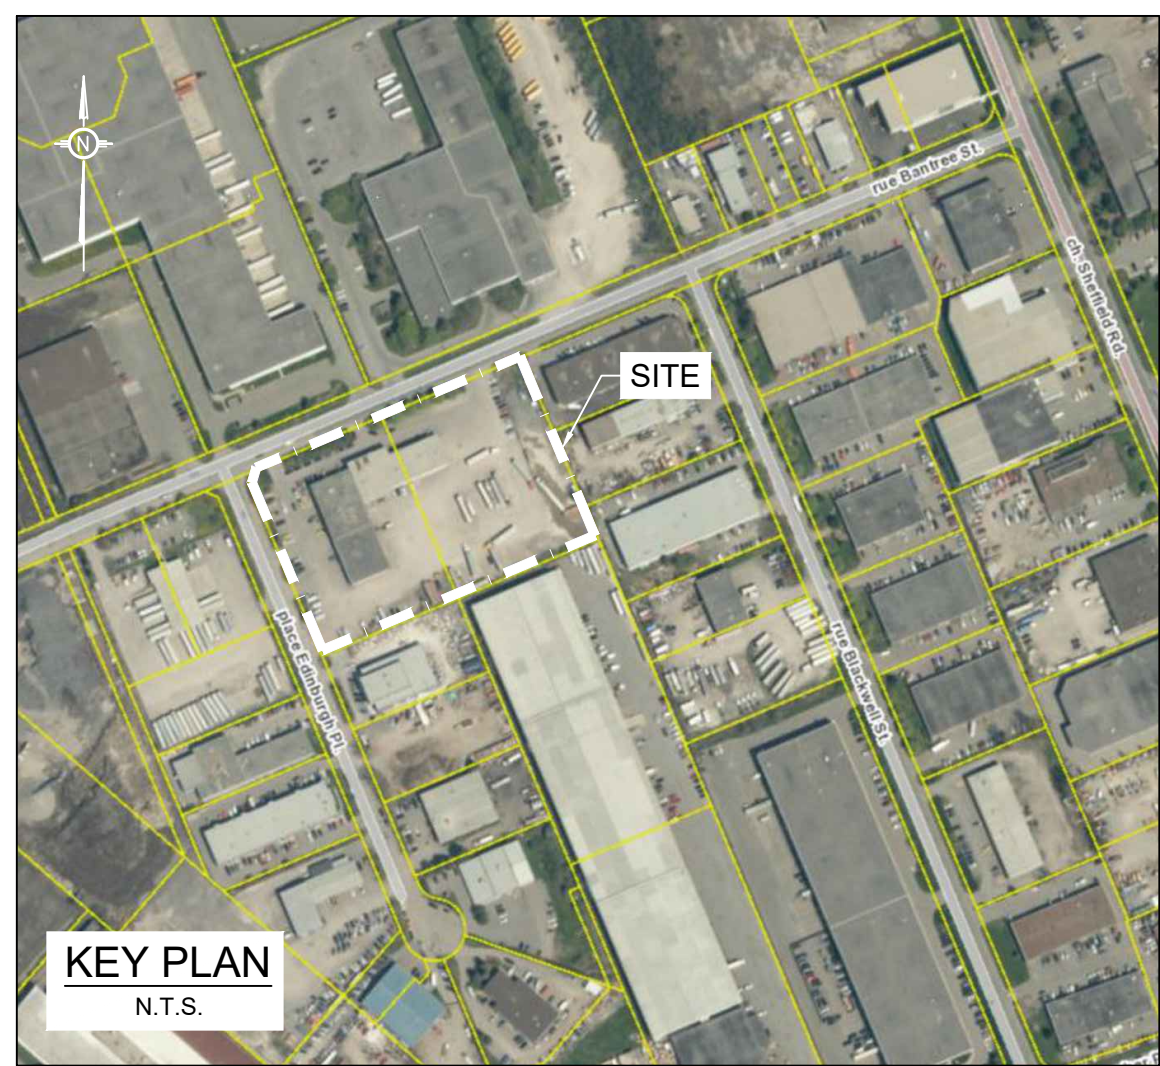 N
rue Bantree St.
ch. Sheffield Rd.
SITE
place Edinburgh Pl.
rue Blackwell St.
KEY PLAN
N.T.S.